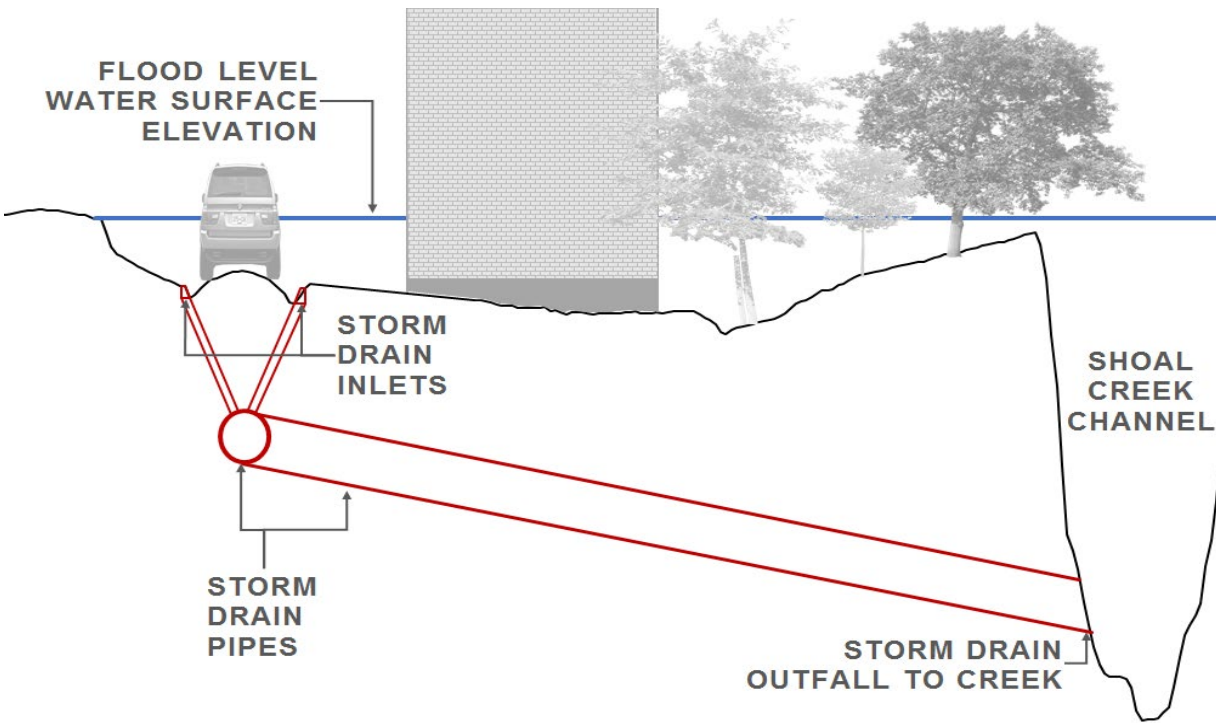 FLOOD LEVEL
WATER SURFACE
ELEVATION
STORM
DRAIN
INLETS
SHOAL
CREEK
CHANNEL
STORM
DRAIN
PIPES
STORM DRAIN
OUTFALL TO CREEK